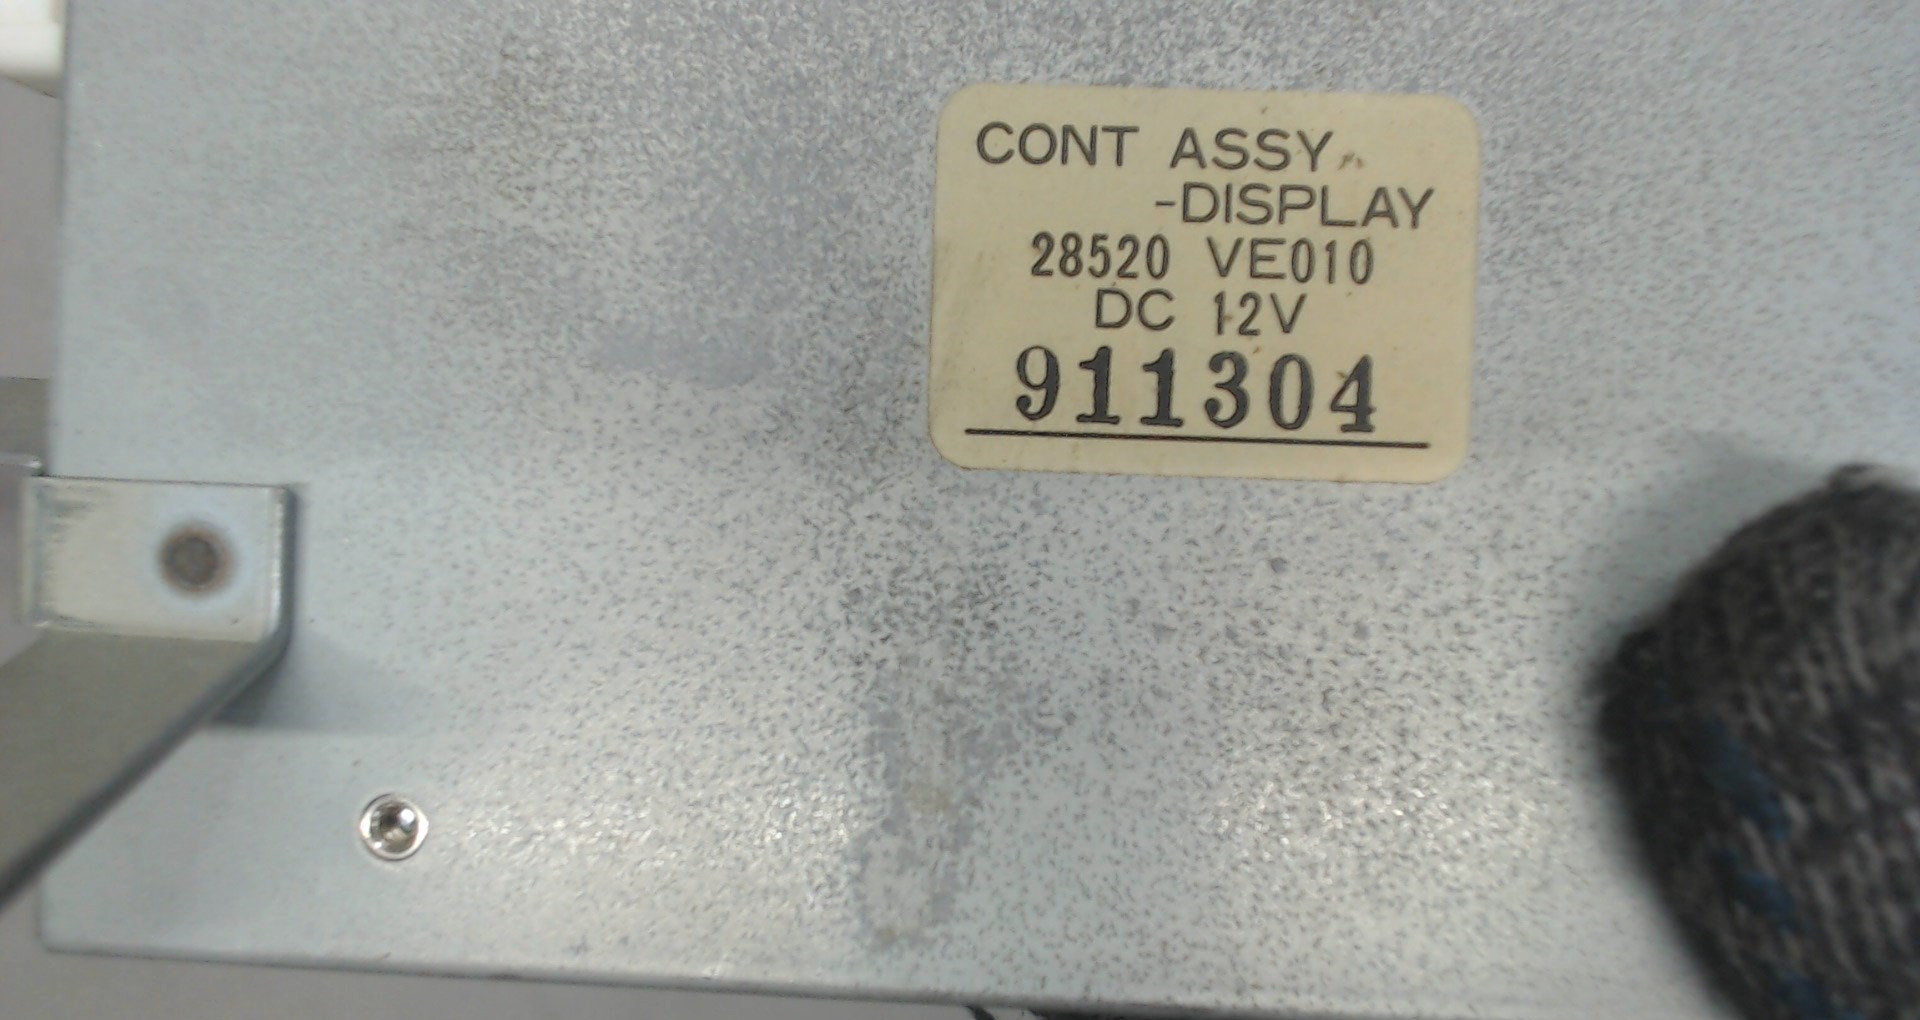 CONT ASSY
-DISPLAY
28520 VE010
DC 12V
911304